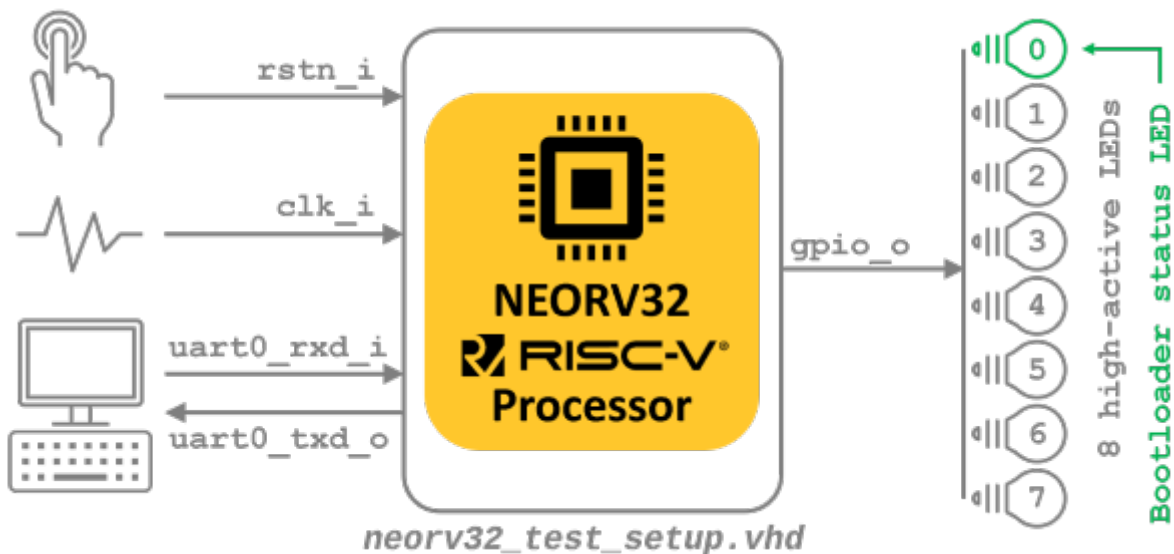 rstn_i
clk_i
uart0_rxd_i
uart0_txd_o
NEORV32
RISC-V®
Processor
gpio_o
0
1
2
3
4
5
6
7
8 high-active LEDs
Bootloader status LED
neorv32_test_setup.vhd